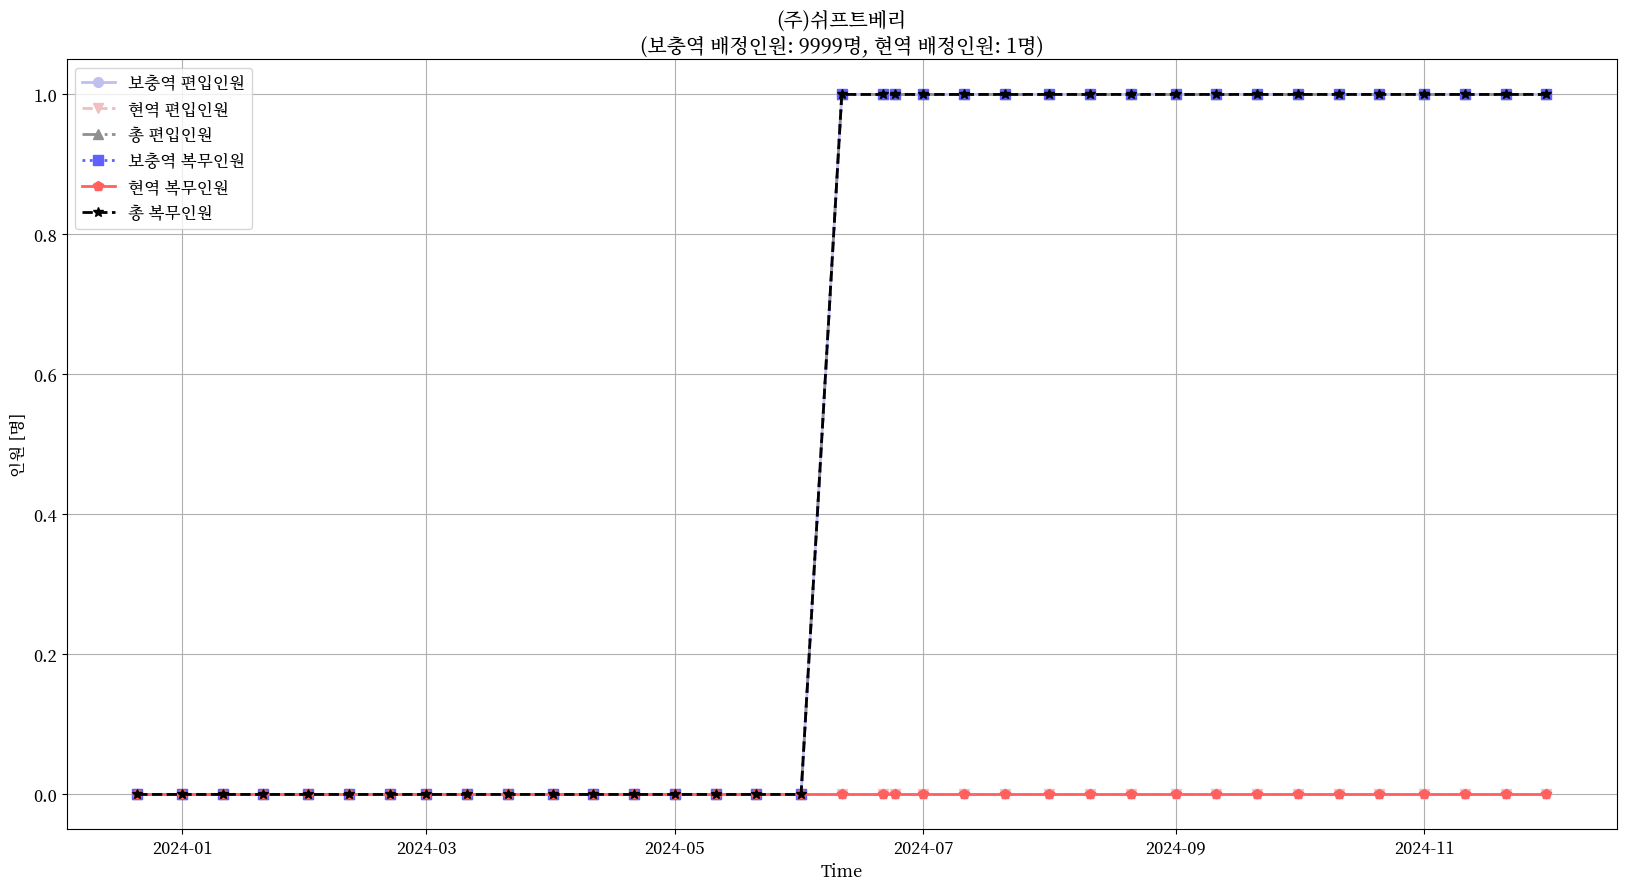 (주)쉬프트베리
(보충역 배정인원: 9999명, 현역 배정인원: 1명)
보충역 편입인원
현역 편입인원
총 편입인원
보충역 복무인원
현역 복무인원
총 복무인원
1.0
0.8
0.6
0.4
0.2
0.0
인원 [명]
2024-01
2024-03
2024-05
2024-07
2024-09
2024-11
Time